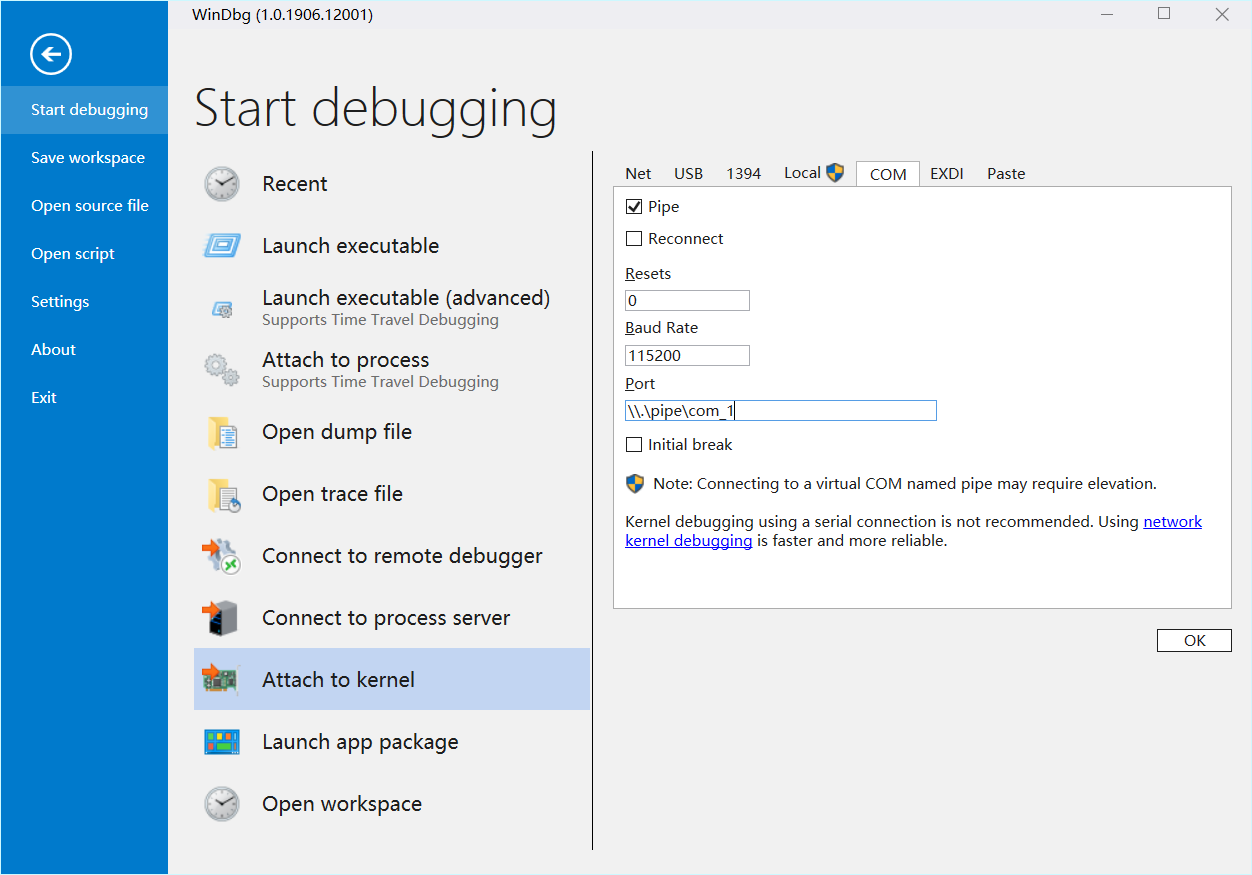 WinDbg (1.0.1906.12001)
Start debugging
Save workspace
Open source file
Open script
Settings
About
Exit
Start debugging
Recent
Launch executable
Launch executable (advanced)
Supports Time Travel Debugging
Attach to process
Supports Time Travel Debugging
Open dump file
Open trace file
Connect to remote debugger
Connect to process server
Attach to kernel
Launch app package
Open workspace
Net USB 1394 Local COM EXDI Paste
Pipe
Reconnect
Resets
0
Baud Rate
115200
Port
\\.\pipe\com_1
Initial break
Note: Connecting to a virtual COM named pipe may require elevation.
Kernel debugging using a serial connection is not recommended. Using network
kernel debugging is faster and more reliable.
OK